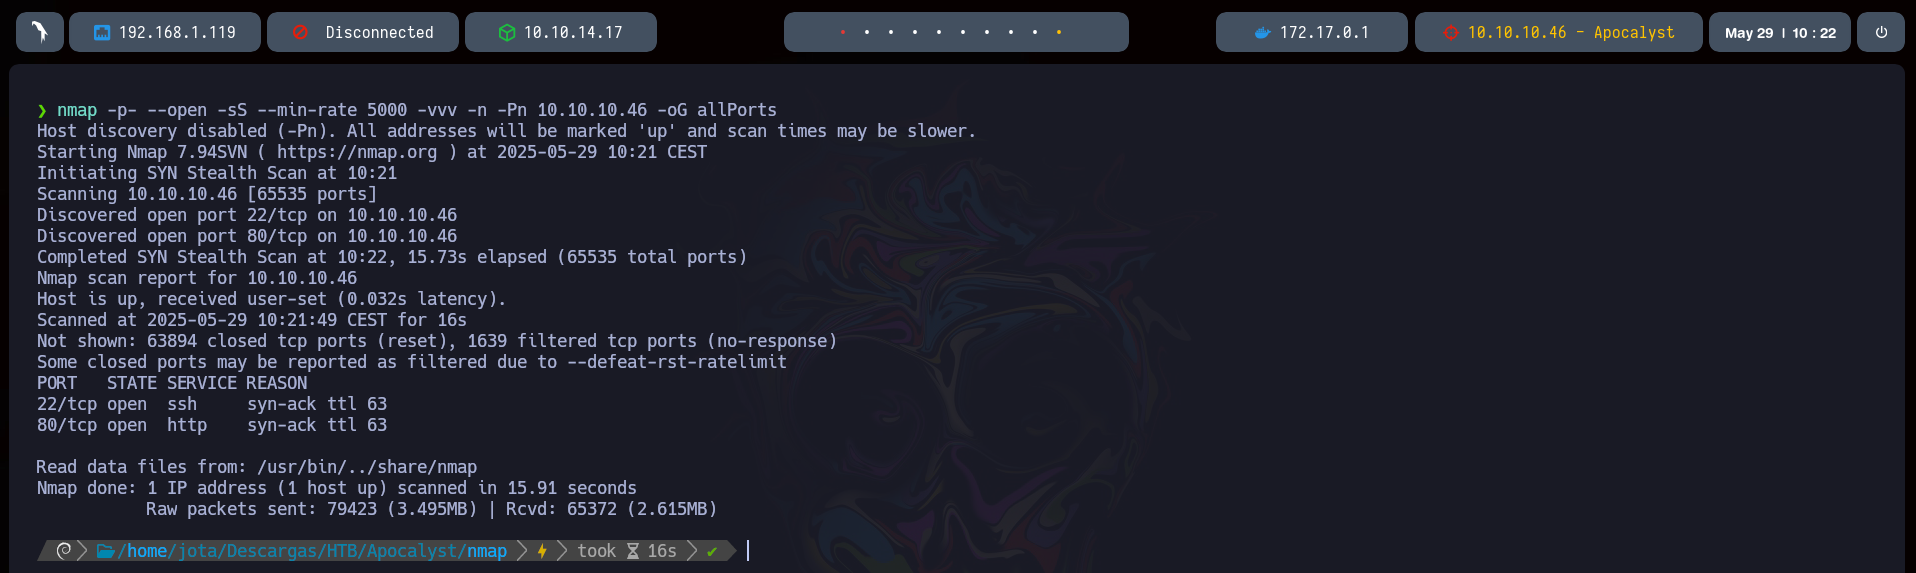 192.168.1.119 Disconnected 10.10.14.17 172.17.0.1 10.10.10.46 - Apocalyst May 29 | 10 : 22
❯ nmap -p- --open -sS --min-rate 5000 -vvv -n -Pn 10.10.10.46 -oG allPorts
Host discovery disabled (-Pn). All addresses will be marked 'up' and scan times may be slower.
Starting Nmap 7.94SVN ( https://nmap.org ) at 2025-05-29 10:21 CEST
Initiating SYN Stealth Scan at 10:21
Scanning 10.10.10.46 [65535 ports]
Discovered open port 22/tcp on 10.10.10.46
Discovered open port 80/tcp on 10.10.10.46
Completed SYN Stealth Scan at 10:22, 15.73s elapsed (65535 total ports)
Nmap scan report for 10.10.10.46
Host is up, received user-set (0.032s latency).
Scanned at 2025-05-29 10:21:49 CEST for 16s
Not shown: 63894 closed tcp ports (reset), 1639 filtered tcp ports (no-response)
Some closed ports may be reported as filtered due to --defeat-rst-ratelimit
PORT   STATE SERVICE REASON
22/tcp open  ssh     syn-ack ttl 63
80/tcp open  http    syn-ack ttl 63
Read data files from: /usr/bin/../share/nmap
Nmap done: 1 IP address (1 host up) scanned in 15.91 seconds
Raw packets sent: 79423 (3.495MB) | Rcvd: 65372 (2.615MB)
/home/jota/Descargas/HTB/Apocalyst/nmap took 16s ✔